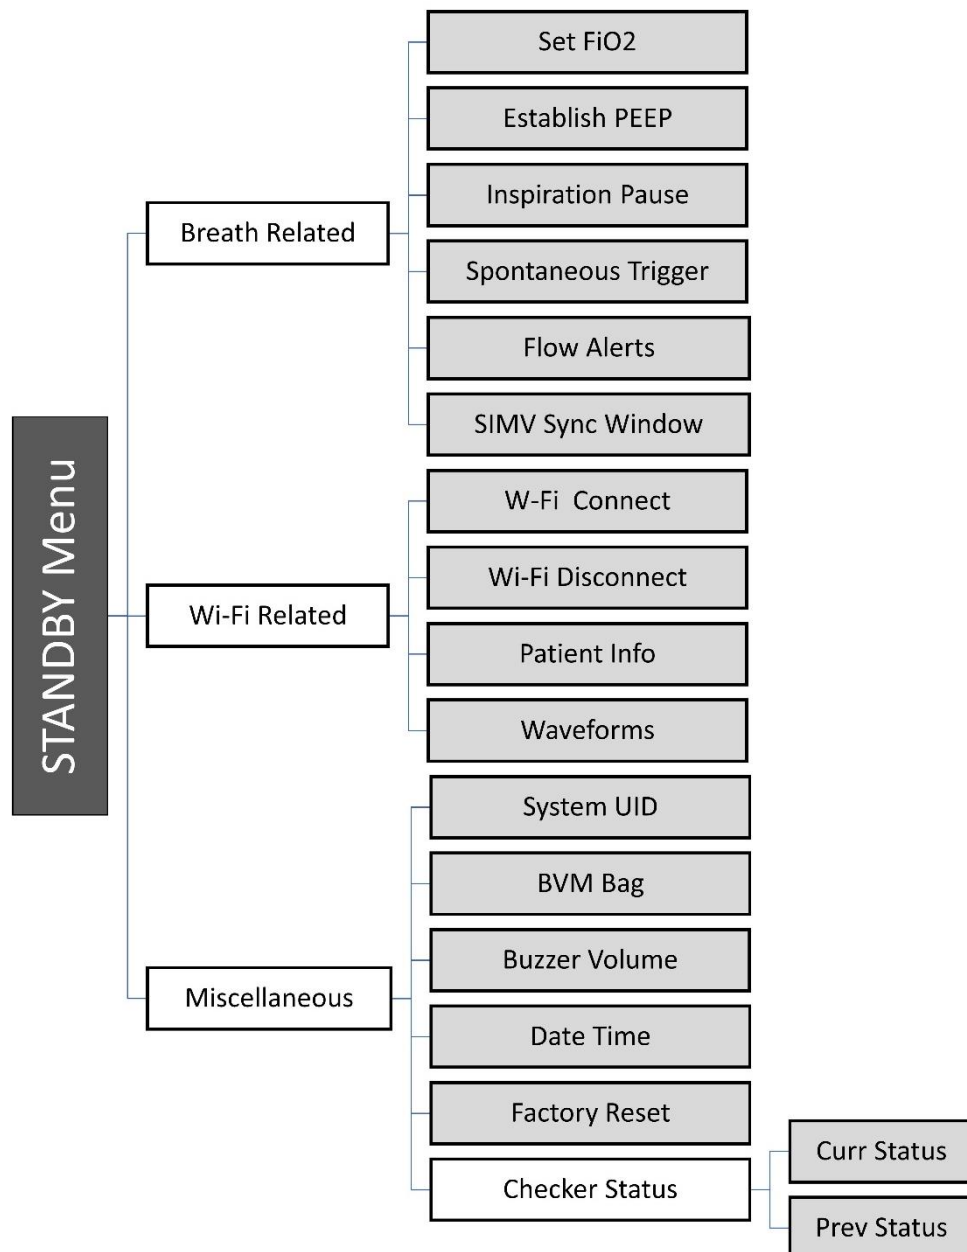 STANDBY Menu
Breath Related
Set FiO2
Establish PEEP
Inspiration Pause
Spontaneous Trigger
Flow Alerts
SIMV Sync Window
Wi-Fi Related
W-Fi  Connect
Wi-Fi Disconnect
Patient Info
Waveforms
Miscellaneous
System UID
BVM Bag
Buzzer Volume
Date Time
Factory Reset
Checker Status
Curr Status
Prev Status